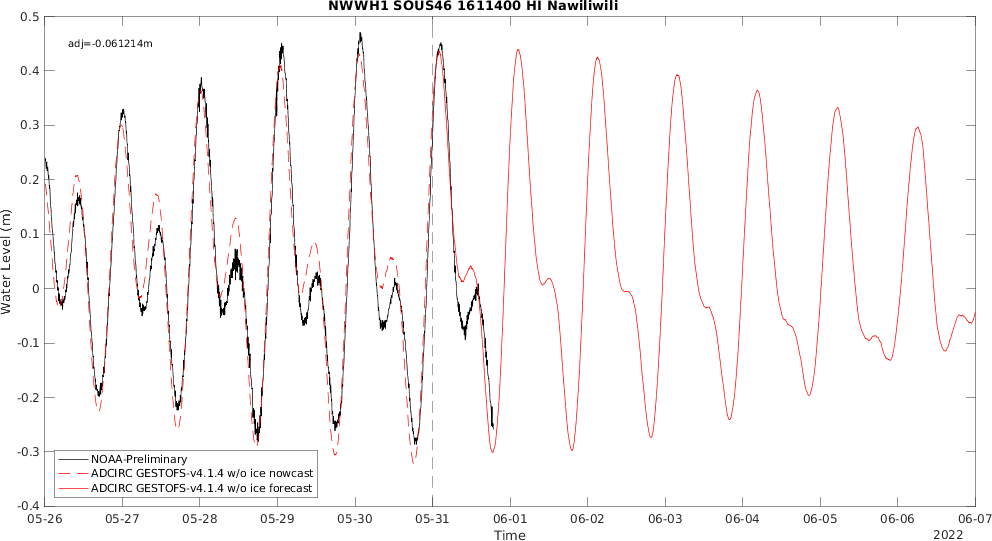 NWWH1 SOUS46 1611400 HI Nawiliwili
adj=-0.061214m
0.5
0.4
0.3
0.2
0.1
0
-0.1
-0.2
-0.3
-0.4
Water Level (m)
NOAA-Preliminary
ADCIRC GESTOFS-v4.1.4 w/o ice nowcast
ADCIRC GESTOFS-v4.1.4 w/o ice forecast
05-26 05-27 05-28 05-29 05-30 05-31 06-01 06-02 06-03 06-04 06-05 06-06 06-07
Time
2022